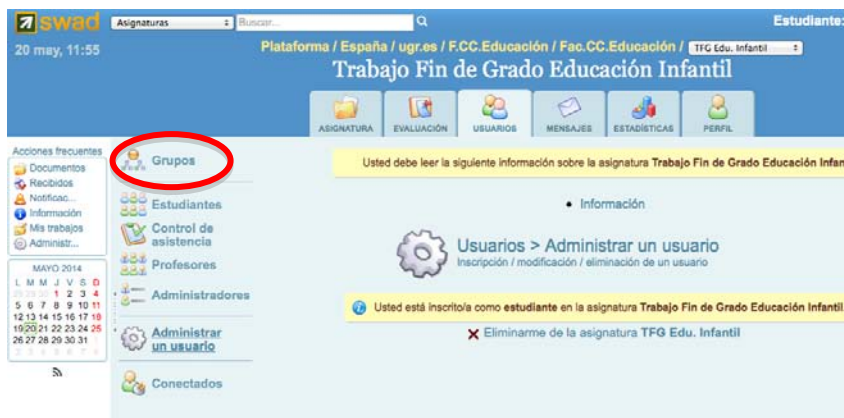 swad
Asignaturas
Buscar...
Estudiante:
20 may, 11:55
Plataforma / España / ugr.es / F.CC.Educación / Fac.CC.Educación / TFG Edu. Infantil
Trabajo Fin de Grado Educación Infantil
ASIGNATURA EVALUACIÓN USUARIOS MENSAJES ESTADÍSTICAS PERFIL
Acciones frecuentes
Documentos
Recibidos
Notificac...
Información
Mis trabajos
Administr...
MAYO 2014
L M M J V S D
1 2 3 4
5 6 7 8 9 10 11
12 13 14 15 16 17 18
19 20 21 22 23 24 25
26 27 28 29 30 31
Grupos
Estudiantes
Control de
asistencia
Profesores
Administradores
Administrar
un usuario
Conectados
Usted debe leer la siguiente información sobre la asignatura Trabajo Fin de Grado Educación Infan
• Información
Usuarios > Administrar un usuario
Inscripción / modificación / eliminación de un usuario
Usted está inscrito/a como estudiante en la asignatura Trabajo Fin de Grado Educación Infantil.
Eliminarme de la asignatura TFG Edu. Infantil